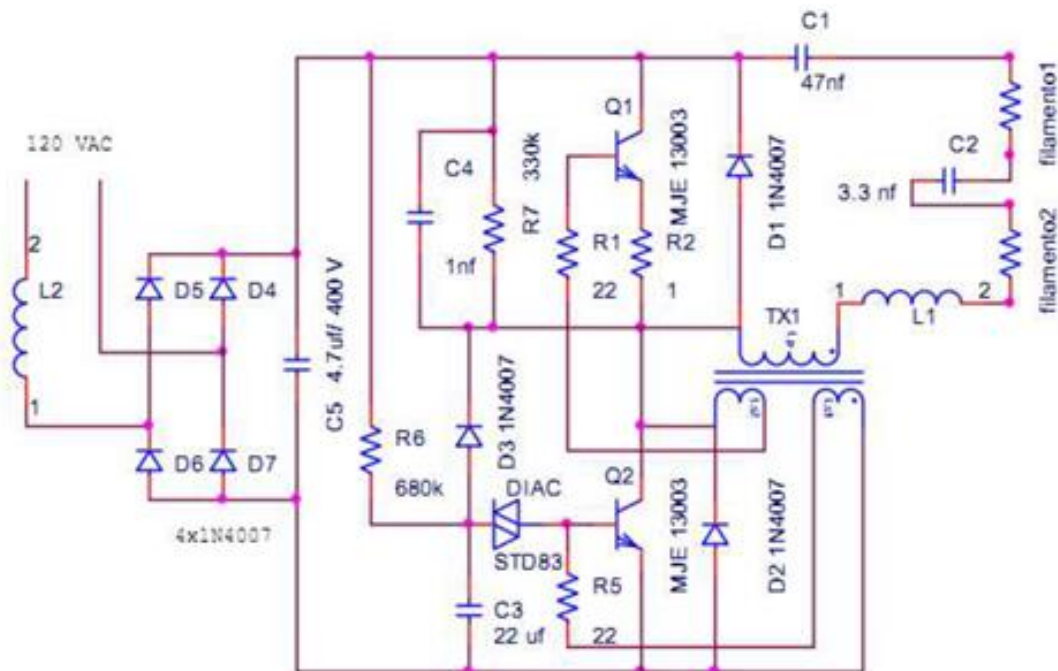 C1
47nf
filamento1
Q1
120 VAC
C4
330k
MJE 13003
C2
3.3 nf
D1 1N4007
R7
R1
R2
filamento2
2
L2
D5
D4
1nf
22
1
TX1
1
L1
2
C5 4.7uf/ 400 V
1
D3 1N4007
R6
D6
D7
680k
DIAC
Q2
4x1N4007
STD83
MJE 13003
D2 1N4007
R5
C3
22 uf
22